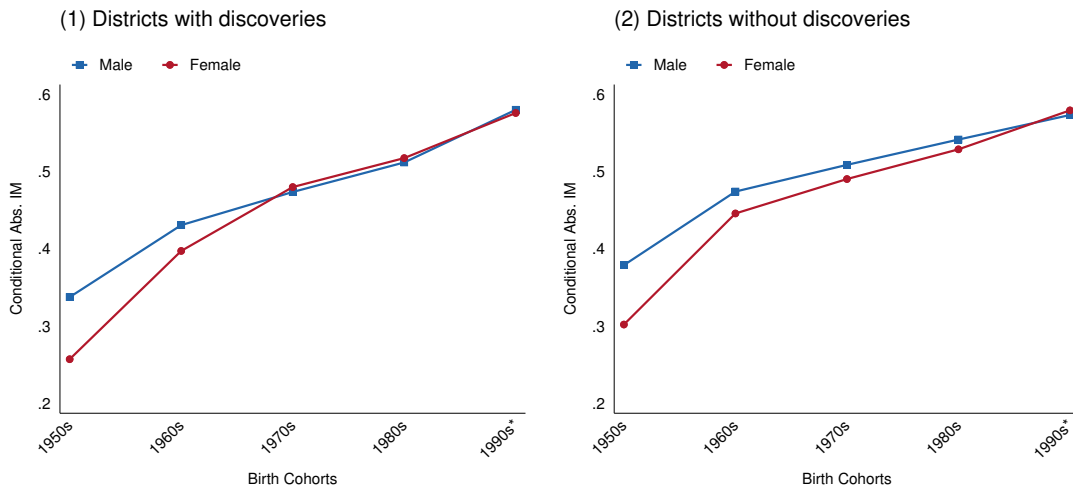 (1) Districts with discoveries
Male Female
Conditional Abs. IM
.6
.5
.4
.3
.2
1950s
1960s
1970s
1980s
1990s*
Birth Cohorts
(2) Districts without discoveries
Male Female
Conditional Abs. IM
.6
.5
.4
.3
.2
1950s
1960s
1970s
1980s
1990s*
Birth Cohorts